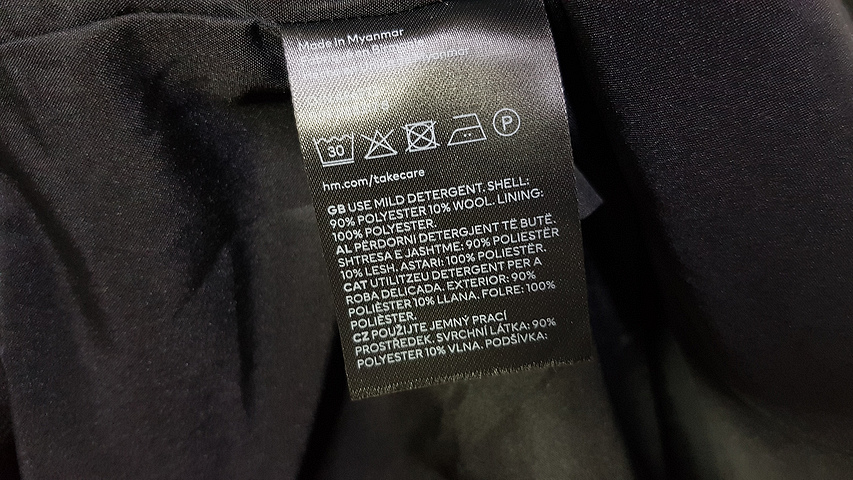 Made in Myanmar
30
P
hm.com/takecare
GB USE MILD DETERGENT. SHELL:
90% POLYESTER 10% WOOL. LINING:
100% POLYESTER.
AL PËRDORNI DETERGJENT TË BUTË.
SHTRESA E JASHTME: 90% POLIESTËR
10% LESH. ASTARI: 100% POLIESTËR.
CAT UTILITZEU DETERGENT PER A
ROBA DELICADA. EXTERIOR: 90%
POLIÈSTER 10% LLANA. FOLRE: 100%
POLIÈSTER.
CZ POUŽIJTE JEMNÝ PRACÍ
PROSTŘEDEK. SVRCHNÍ LÁTKA: 90%
POLYESTER 10% VLNA. PODŠÍVKA: